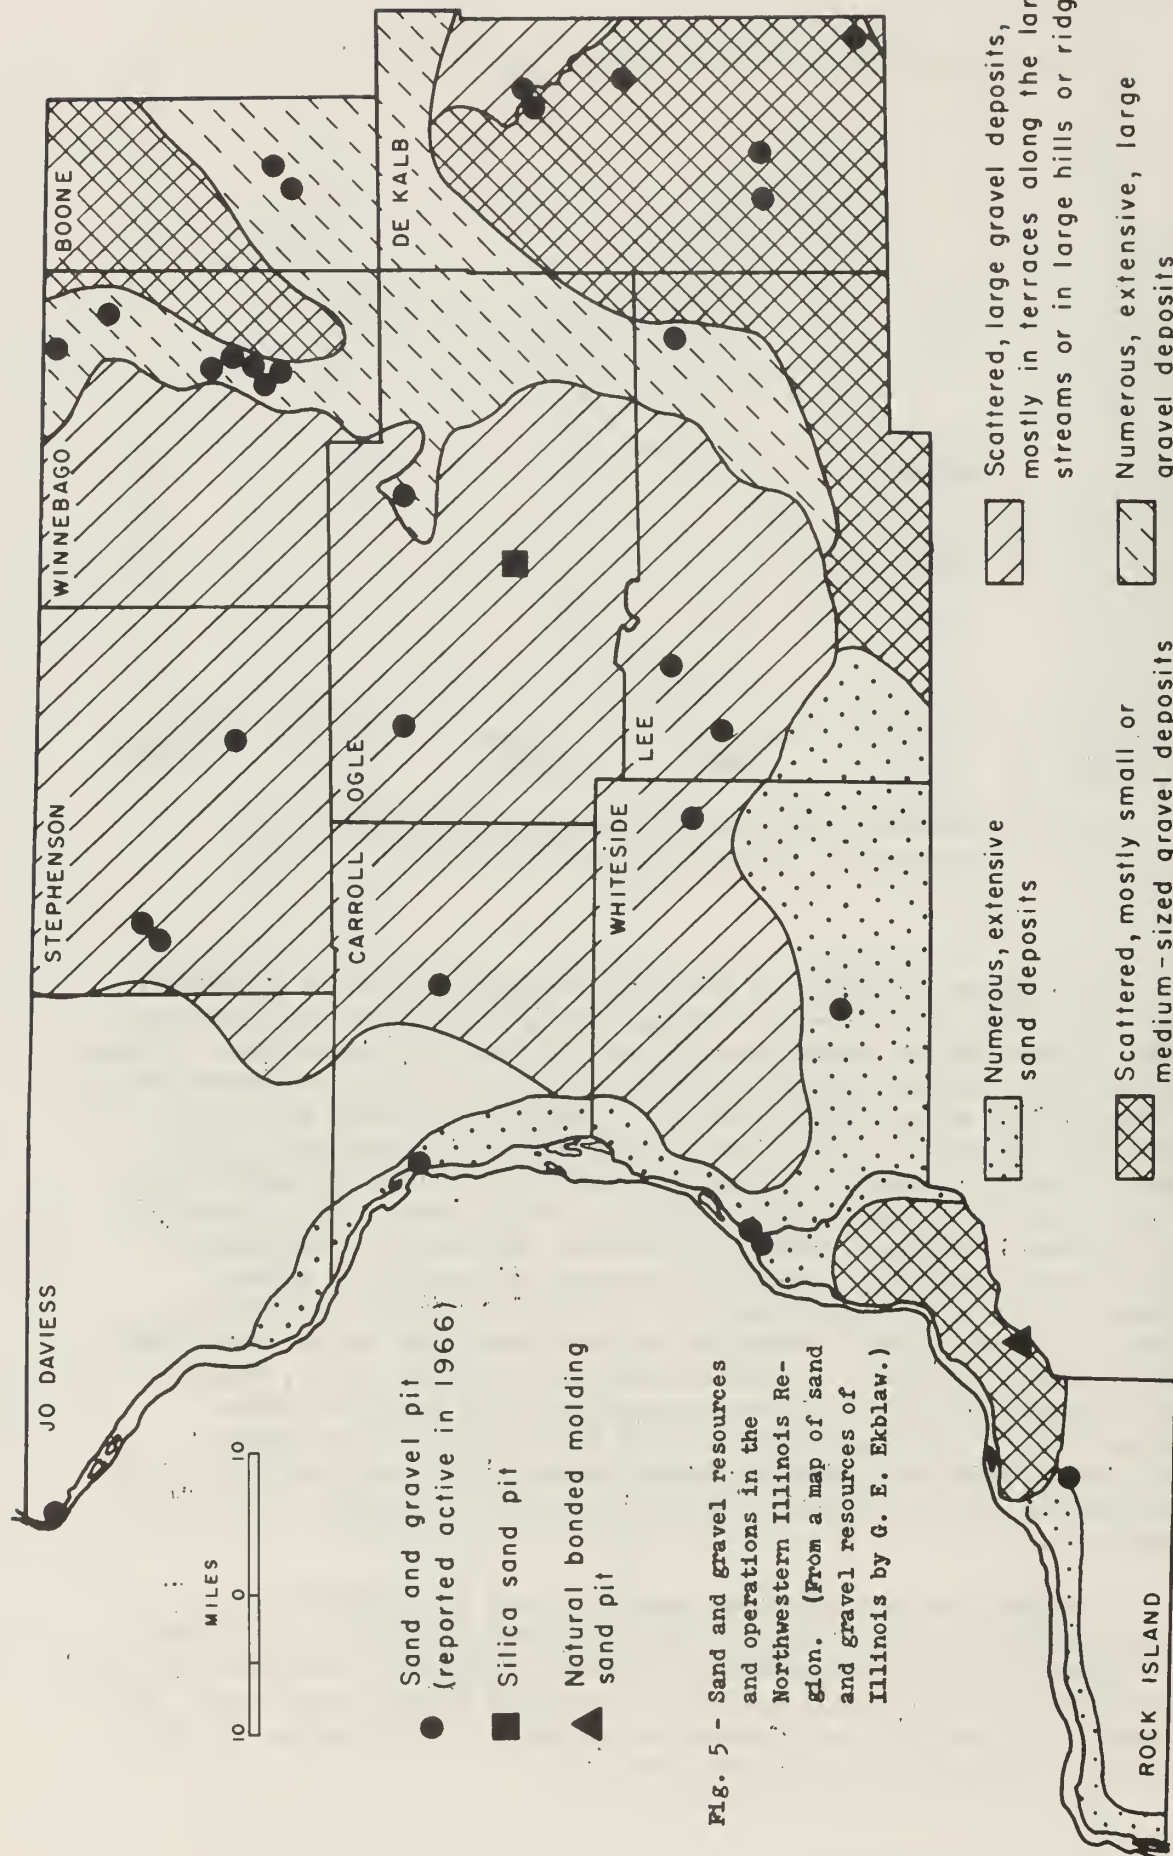 JO DAVIESS
STEPHENSON
WINNEBAGO
BOONE
CARROLL
OGLE
DE KALB
WHITESIDE
LEE
ROCK ISLAND
MILES
10 0 10
Sand and gravel pit
(reported active in 1966)
Silica sand pit
Natural bonded molding
sand pit
Fig. 5 - Sand and gravel resources
and operations in the
Northwestern Illinois Re-
gion. (From a map of sand
and gravel resources of
Illinois by G. E. Ekblaw.)
Numerous, extensive
sand deposits
Scattered, mostly small or
medium-sized gravel deposits
Scattered, large gravel deposits,
mostly in terraces along the
streams or in large hills or
Numerous, extensive, large
gravel deposits